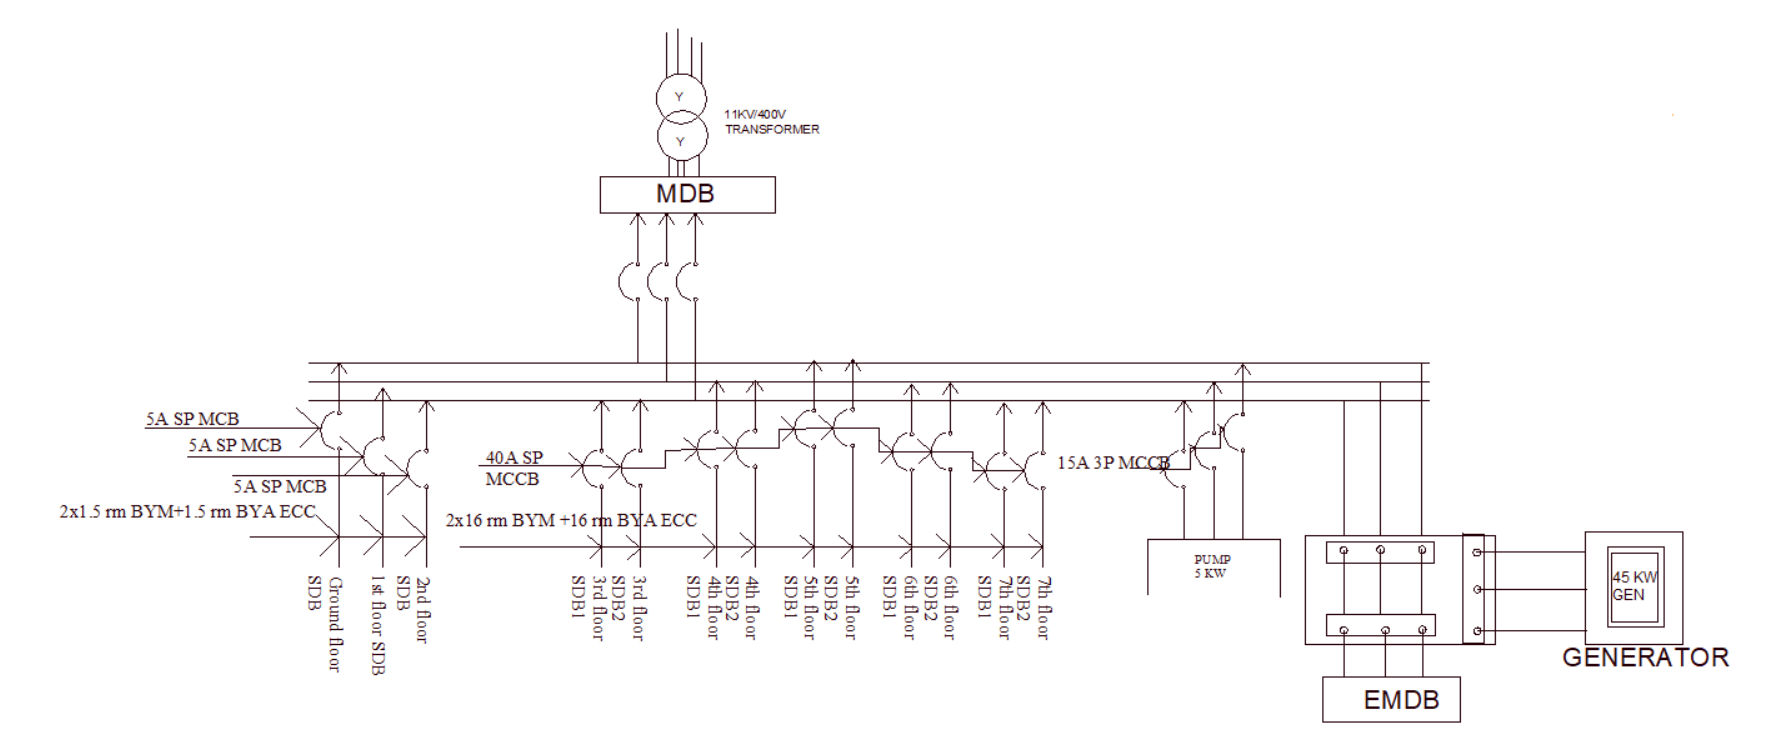 Y
Y
11KV/400V
TRANSFORMER
MDB
5A SP MCB
5A SP MCB
5A SP MCB
2x1.5 rm BYM+1.5 rm BYA ECC
40A SP
MCCB
2x16 rm BYM +16 rm BYA ECC
15A 3P MCCB
Ground floor
SDB
1st floor SDB
2nd floor
SDB
3rd floor
SDB1
3rd floor
SDB2
4th floor
SDB1
4th floor
SDB2
5th floor
SDB1
5th floor
SDB2
6th floor
SDB1
6th floor
SDB2
7th floor
SDB1
7th floor
SDB2
PUMP
5 KW
45 KW
GEN
GENERATOR
EMDB